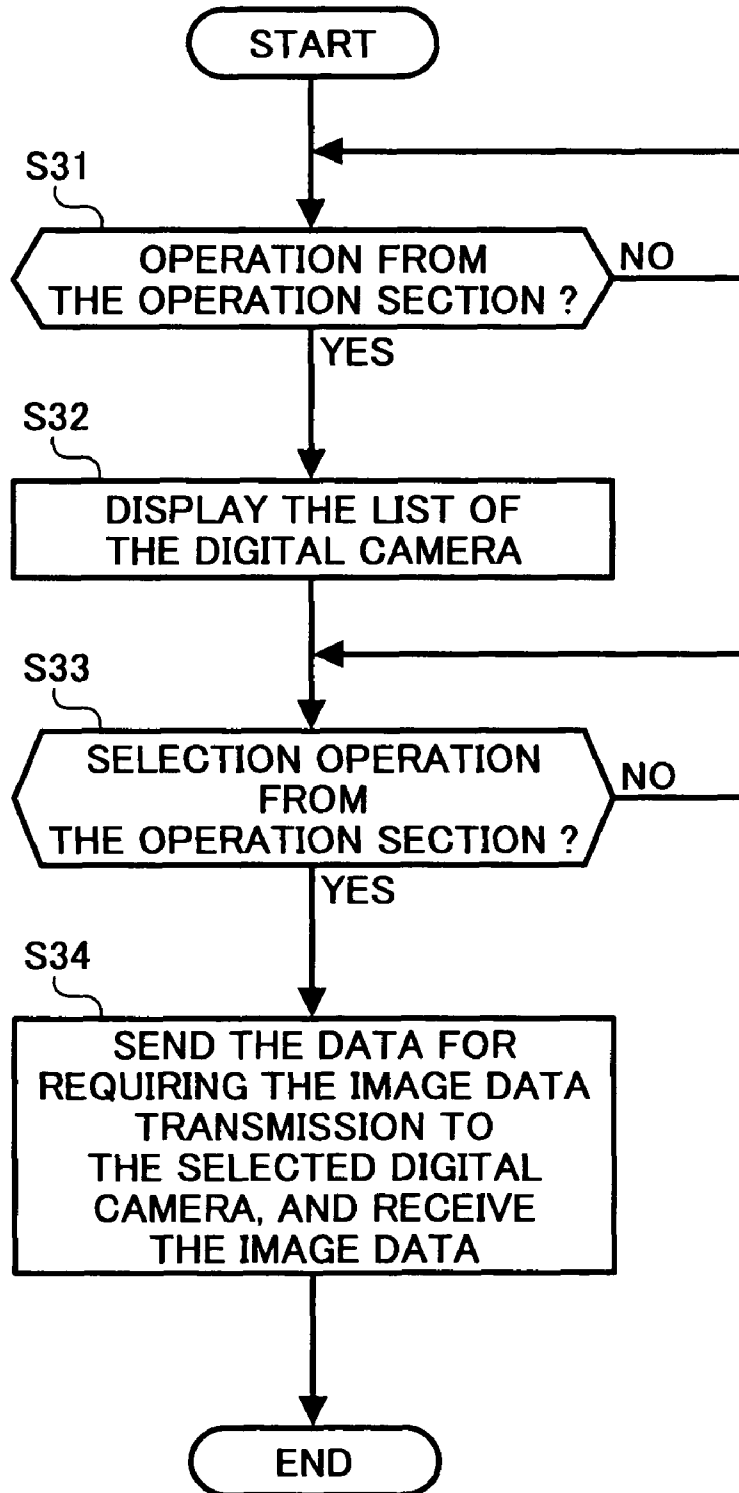 START
S31
OPERATION FROM
THE OPERATION SECTION ?
NO
YES
S32
DISPLAY THE LIST OF
THE DIGITAL CAMERA
S33
SELECTION OPERATION
FROM
THE OPERATION SECTION ?
NO
YES
S34
SEND THE DATA FOR
REQUIRING THE IMAGE DATA
TRANSMISSION TO
THE SELECTED DIGITAL
CAMERA, AND RECEIVE
THE IMAGE DATA
END